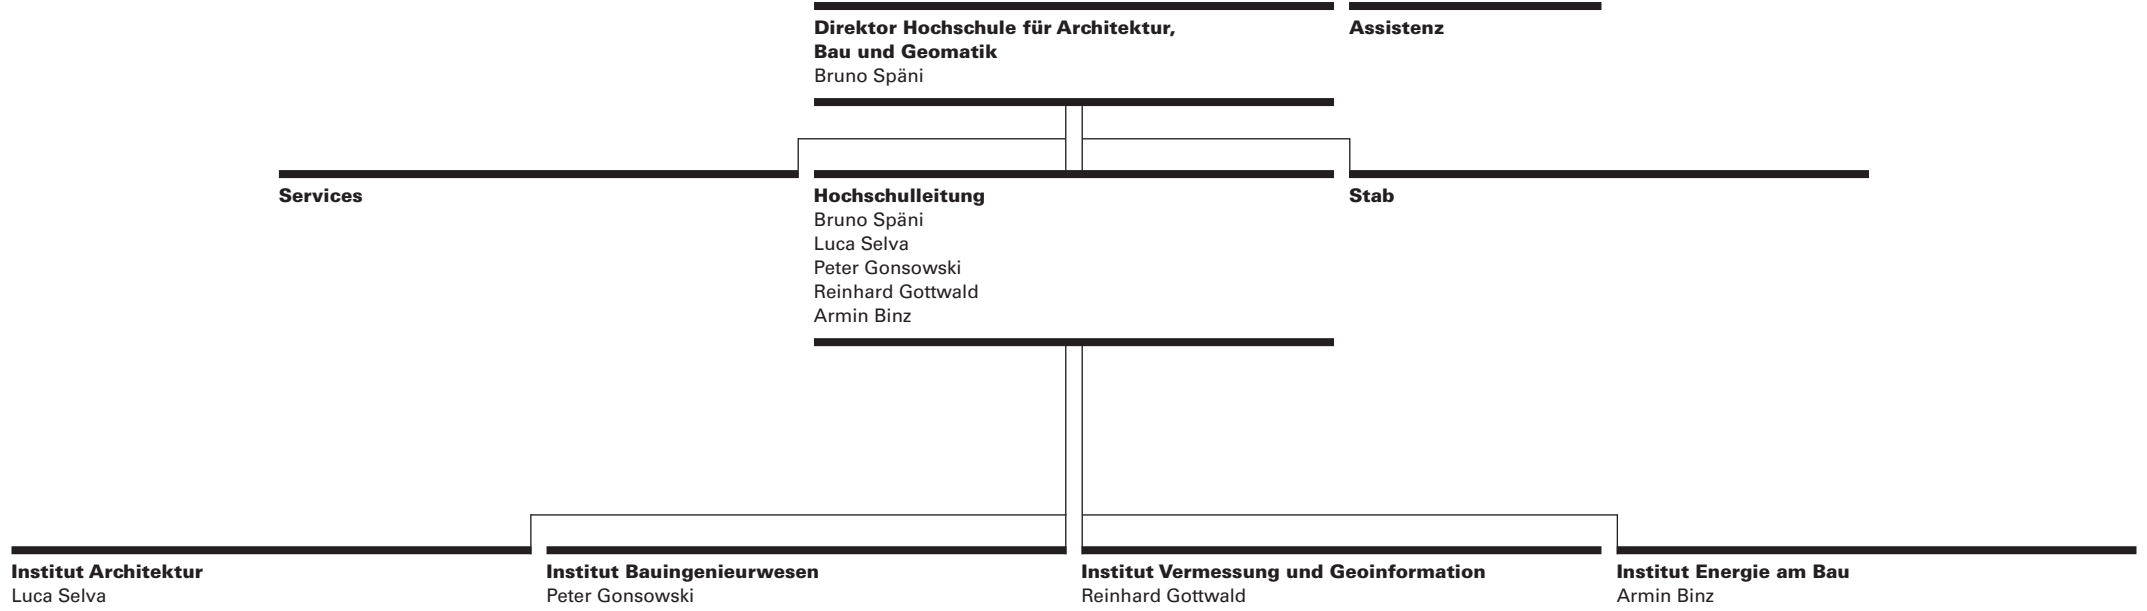 Direktor Hochschule für Architektur,
Bau und Geomatik
Bruno Späni
Assistenz
Services
Hochschulleitung
Bruno Späni
Luca Selva
Peter Gonsowski
Reinhard Gottwald
Armin Binz
Stab
Institut Architektur
Luca Selva
Institut Bauingenieurwesen
Peter Gonsowski
Institut Vermessung und Geoinformation
Reinhard Gottwald
Institut Energie am Bau
Armin Binz